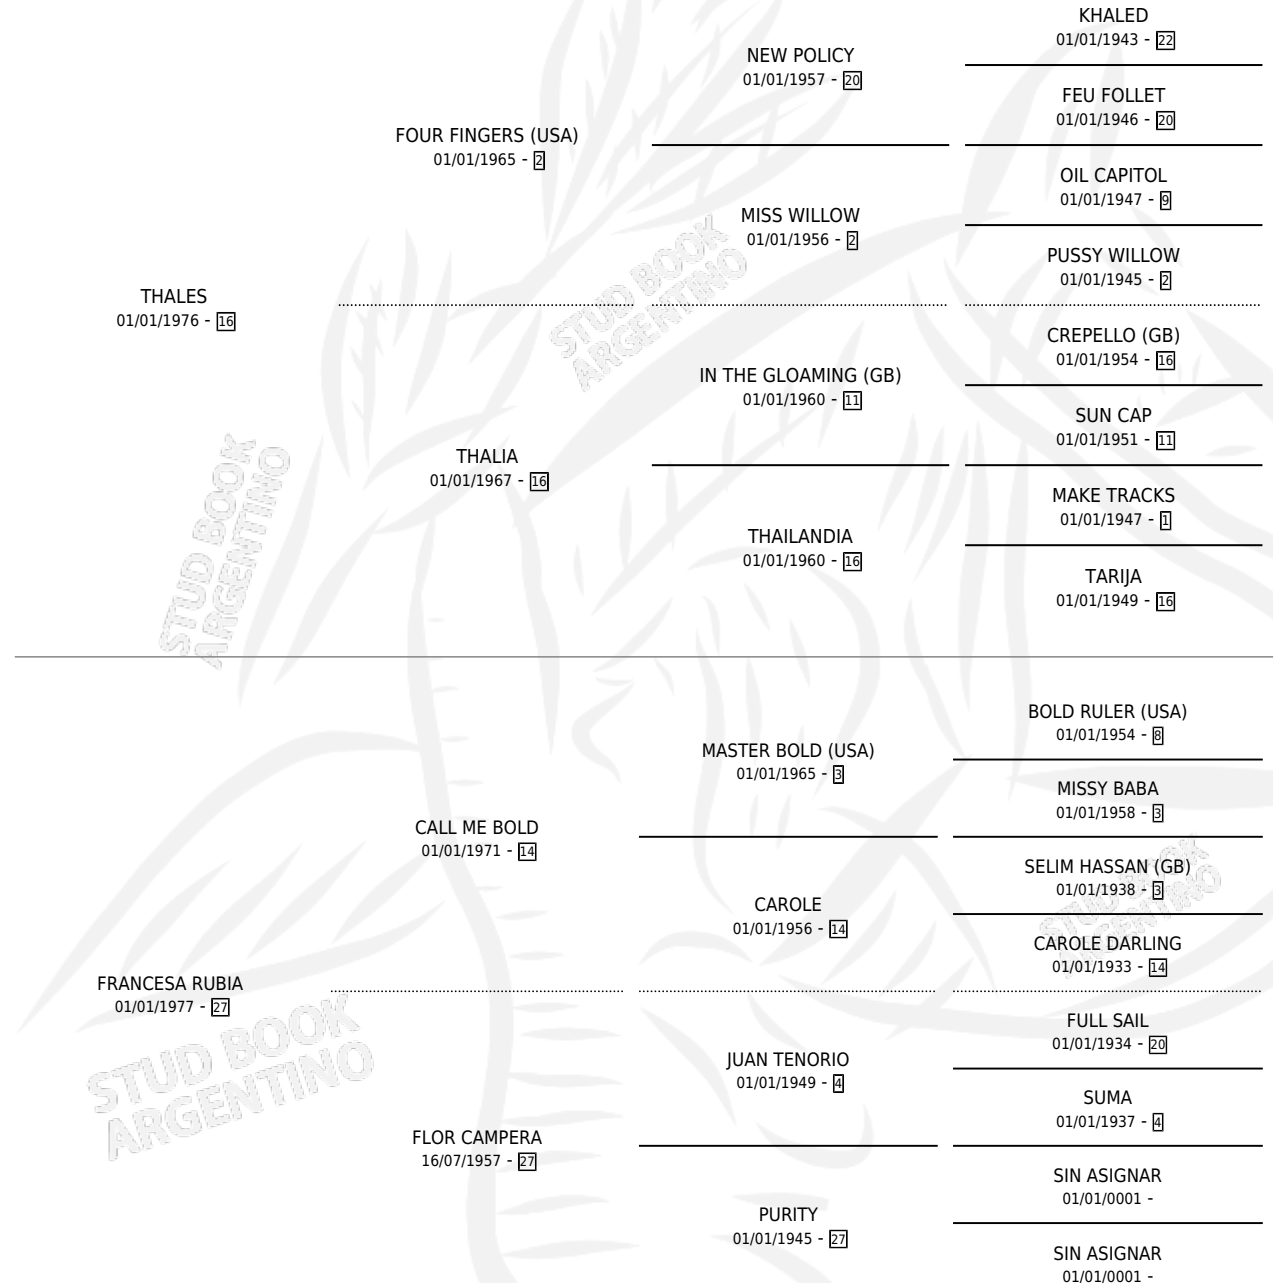 KHALED
01/01/1943 - 22
NEW POLICY
01/01/1957 - 20
FEU FOLLET
01/01/1946 - 20
FOUR FINGERS (USA)
01/01/1965 - 2
OIL CAPITOL
01/01/1947 - 9
MISS WILLOW
01/01/1956 - 2
PUSSY WILLOW
01/01/1945 - 2
THALES
01/01/1976 - 16
CREPELLO (GB)
01/01/1954 - 16
IN THE GLOAMING (GB)
01/01/1960 - 11
SUN CAP
01/01/1951 - 11
THALIA
01/01/1967 - 16
MAKE TRACKS
01/01/1947 - 1
THAILANDIA
01/01/1960 - 16
TARIJA
01/01/1949 - 16
BOLD RULER (USA)
01/01/1954 - 8
MASTER BOLD (USA)
01/01/1965 - 3
MISSY BABA
01/01/1958 - 3
CALL ME BOLD
01/01/1971 - 14
SELIM HASSAN (GB)
01/01/1938 - 3
CAROLE
01/01/1956 - 14
CAROLE DARLING
01/01/1933 - 14
FRANCESA RUBIA
01/01/1977 - 27
FULL SAIL
01/01/1934 - 20
JUAN TENORIO
01/01/1949 - 4
SUMA
01/01/1937 - 4
FLOR CAMPERA
16/07/1957 - 27
SIN ASIGNAR
01/01/0001 -
PURITY
01/01/1945 - 27
SIN ASIGNAR
01/01/0001 -
STUD BOOK
ARGENTINO
STUD BOOK
ARGENTINO
STUD BOOK
ARGENTINO
STUD BOOK
ARGENTINO